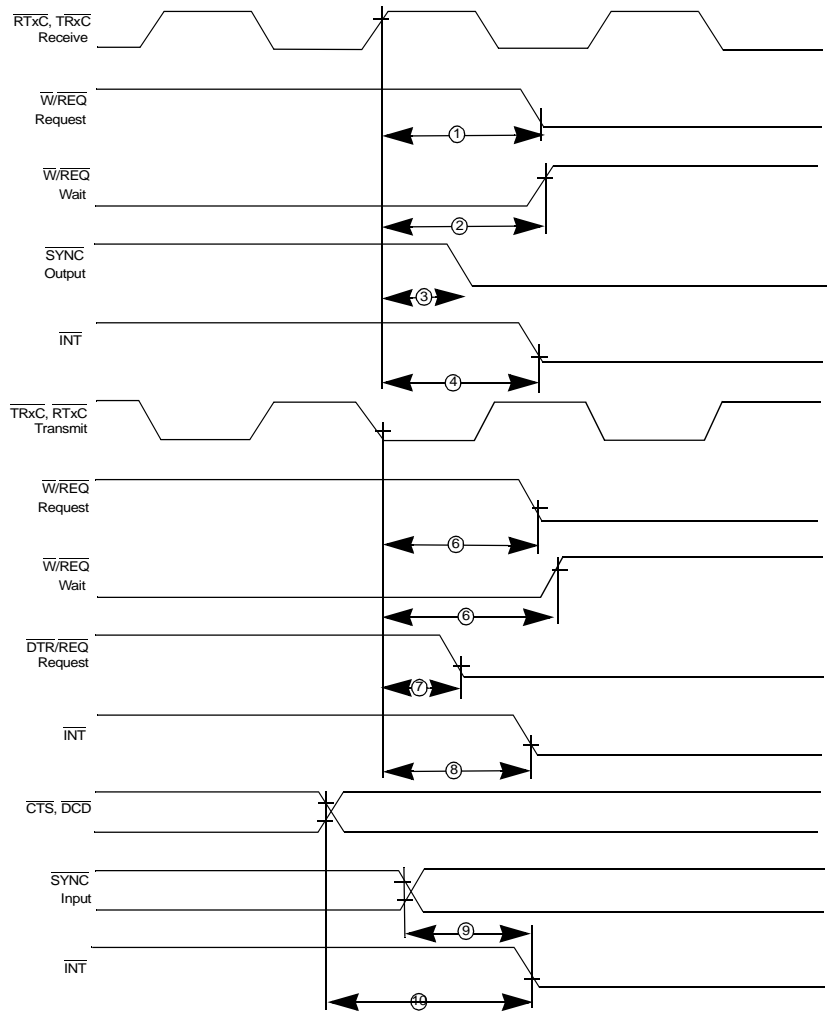 RTxC, TRxC
Receive
W/REQ
Request
1
W/REQ
Wait
2
SYNC
Output
3
INT
4
TRxC, RTxC
Transmit
W/REQ
Request
6
W/REQ
Wait
6
DTR/REQ
Request
7
INT
8
CTS, DCD
SYNC
Input
9
INT
10